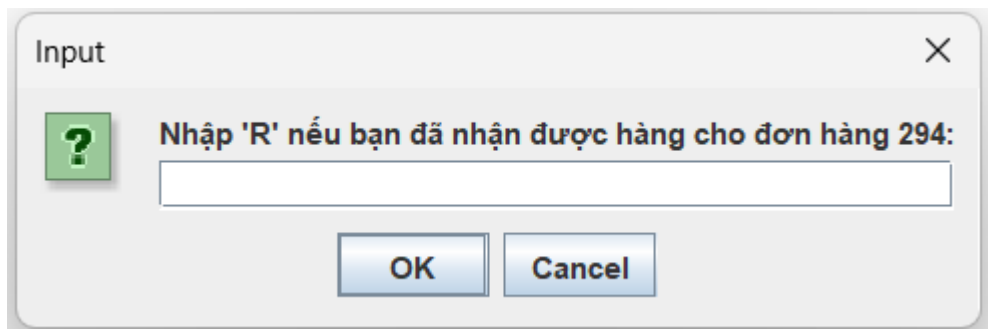 Input
Nhập 'R' nếu bạn đã nhận được hàng cho đơn hàng 294:
OK
Cancel